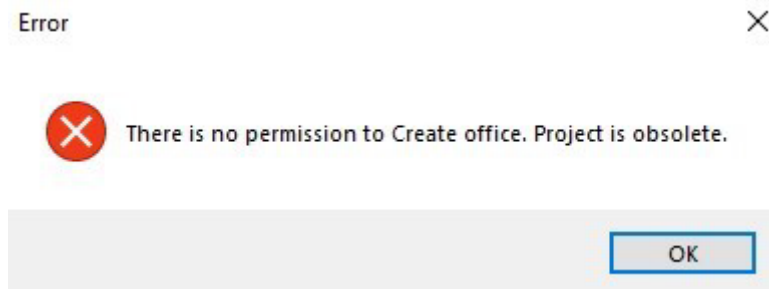 Error
There is no permission to Create office. Project is obsolete.
OK